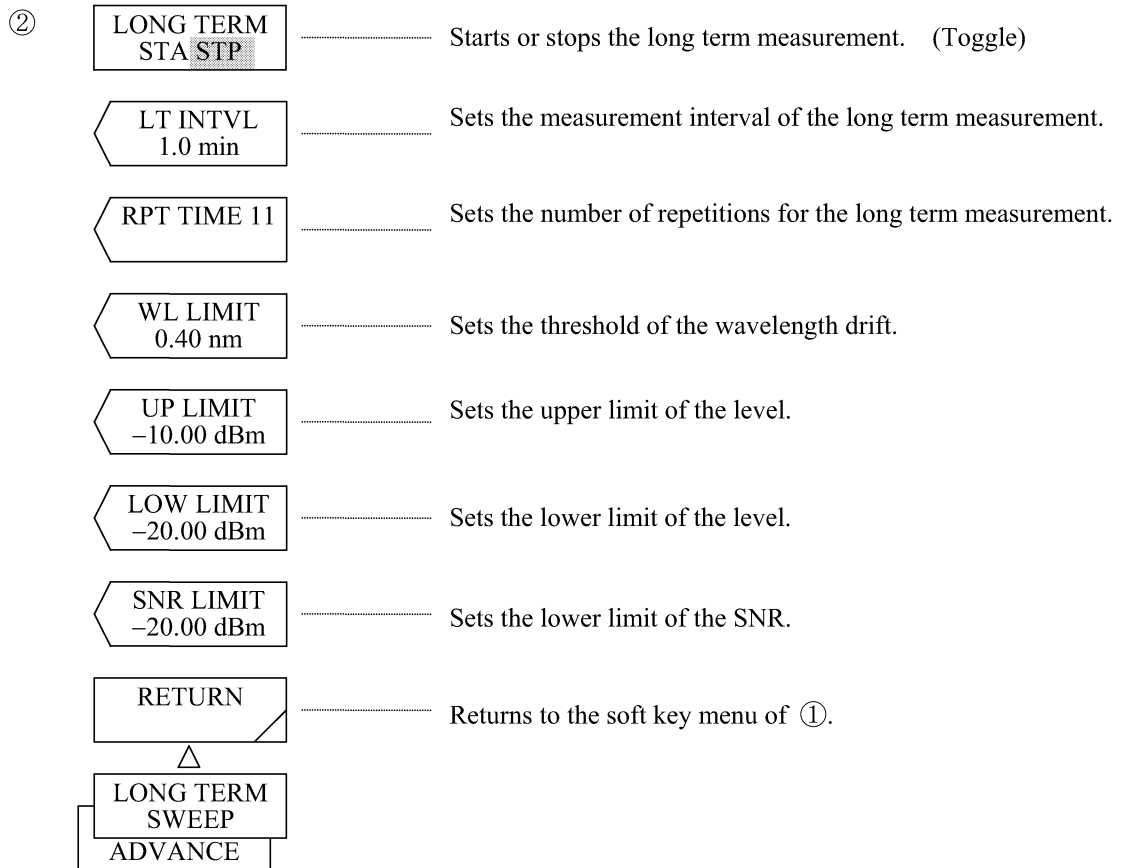 ②
LONG TERM
STA STP
Starts or stops the long term measurement. (Toggle)
LT INTVL
1.0 min
Sets the measurement interval of the long term measurement.
RPT TIME 11
Sets the number of repetitions for the long term measurement.
WL LIMIT
0.40 nm
Sets the threshold of the wavelength drift.
UP LIMIT
−10.00 dBm
Sets the upper limit of the level.
LOW LIMIT
−20.00 dBm
Sets the lower limit of the level.
SNR LIMIT
−20.00 dBm
Sets the lower limit of the SNR.
RETURN
Returns to the soft key menu of ①.
LONG TERM
SWEEP
ADVANCE